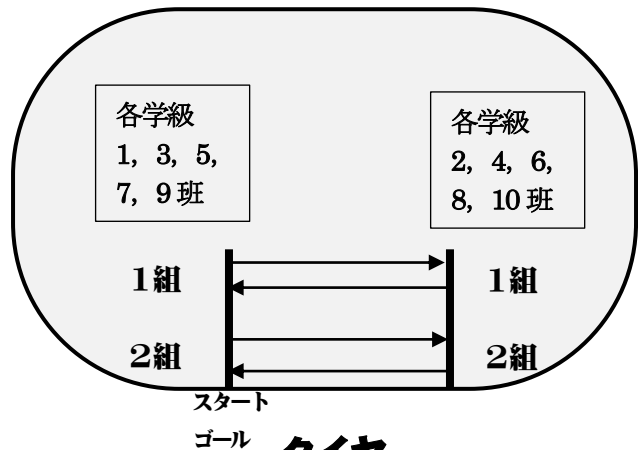 各学級
1, 3, 5,
7, 9班
各学級
2, 4, 6,
8, 10班
1組
1組
2組
2組
スタート
ゴール